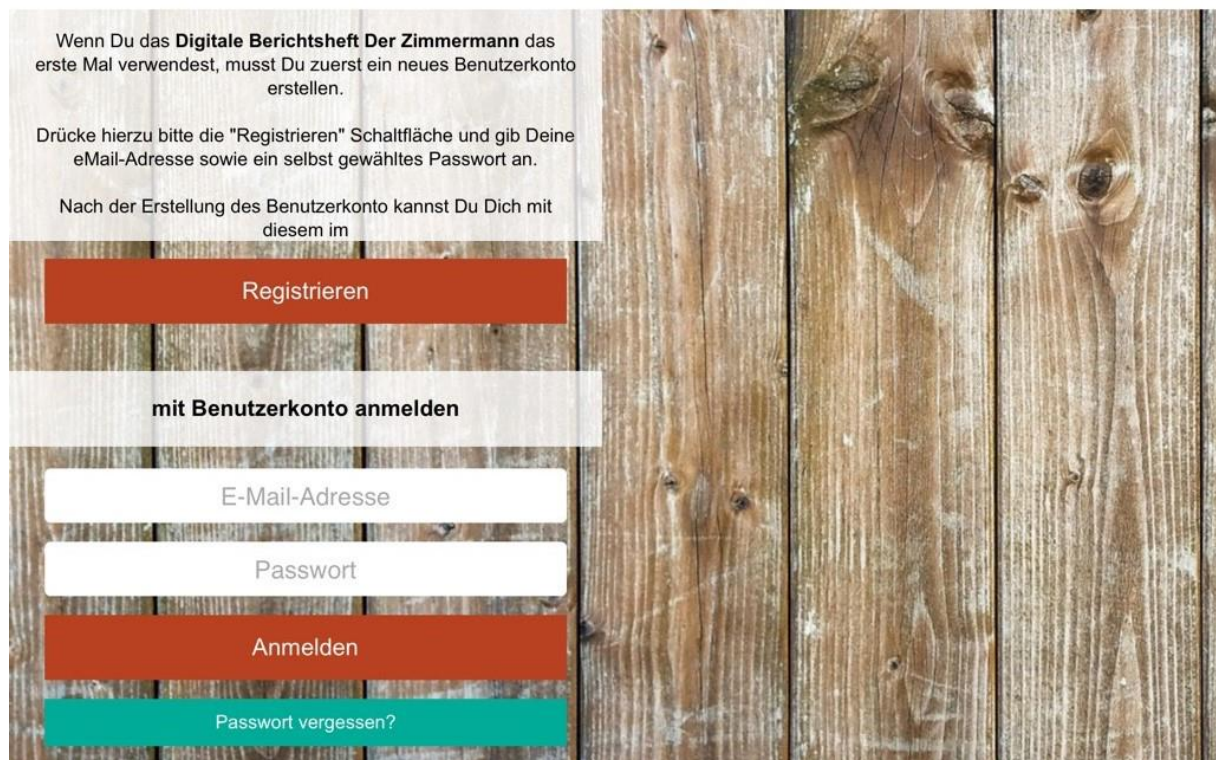 Wenn Du das Digitale Berichtsheft Der Zimmermann das
erste Mal verwendest, musst Du zuerst ein neues Benutzerkonto
erstellen.
Drücke hierzu bitte die "Registrieren" Schaltfläche und gib Deine
eMail-Adresse sowie ein selbst gewähltes Passwort an.
Nach der Erstellung des Benutzerkonto kannst Du Dich mit
diesem im
Registrieren
mit Benutzerkonto anmelden
E-Mail-Adresse
Passwort
Anmelden
Passwort vergessen?